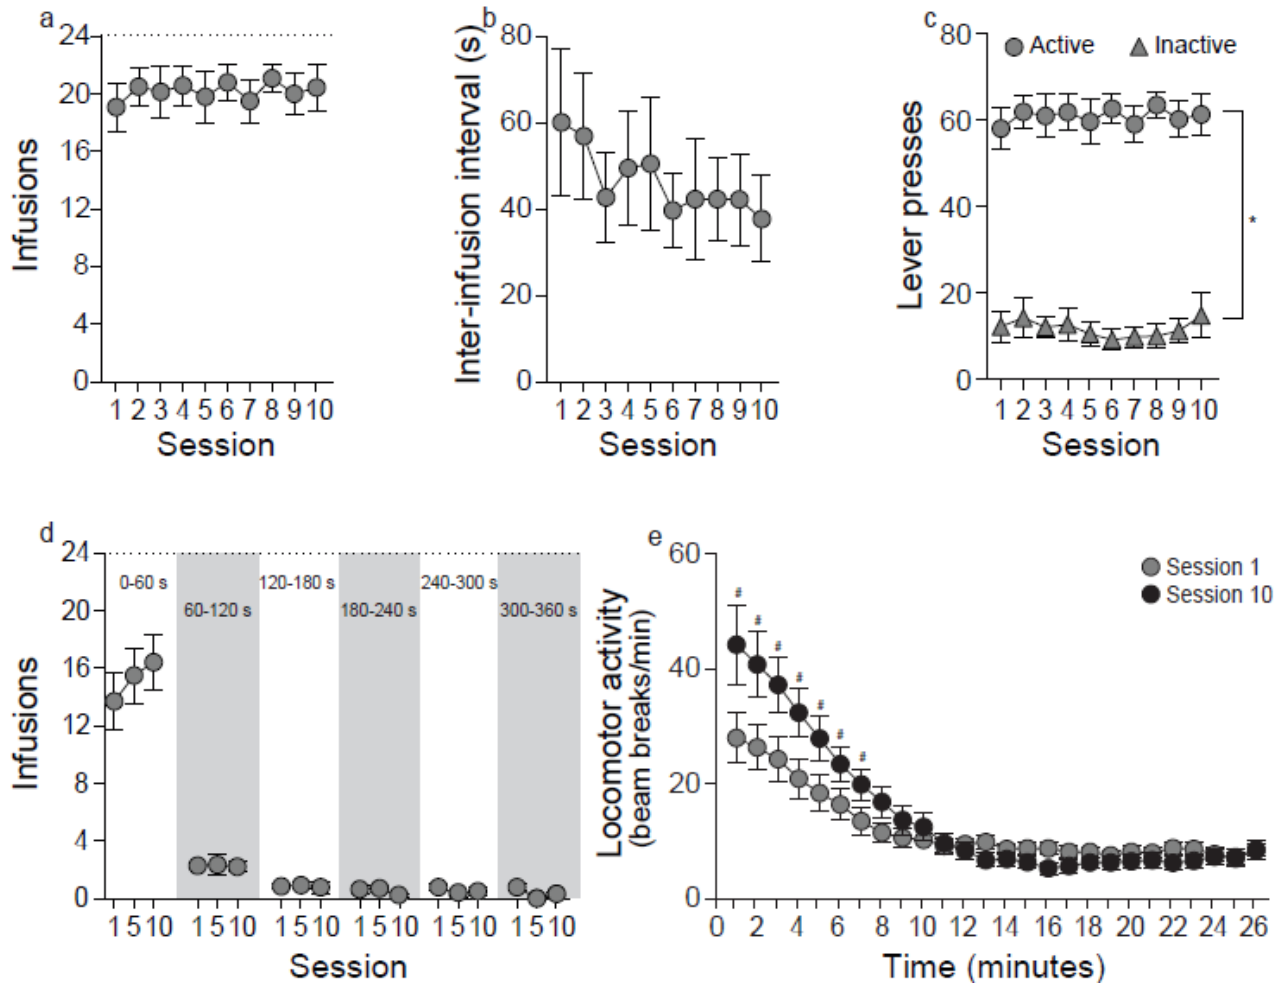 a
24
20
16
12
8
4
0
Infusions
1 2 3 4 5 6 7 8 9 10
Session
b
80
60
40
20
0
Inter-infusion interval (s)
1 2 3 4 5 6 7 8 9 10
Session
c
80
60
40
20
0
Lever presses
Active Inactive
*
1 2 3 4 5 6 7 8 9 10
Session
d
24
20
16
12
8
4
0
Infusions
0-60 s
60-120 s
120-180 s
180-240 s
240-300 s
300-360 s
1 5 10 1 5 10 1 5 10 1 5 10 1 5 10 1 5 10
Session
e
60
40
20
0
Locomotor activity
(beam breaks/min)
Session 1
Session 10
# # # # # # #
0 2 4 6 8 10 12 14 16 18 20 22 24 26
Time (minutes)